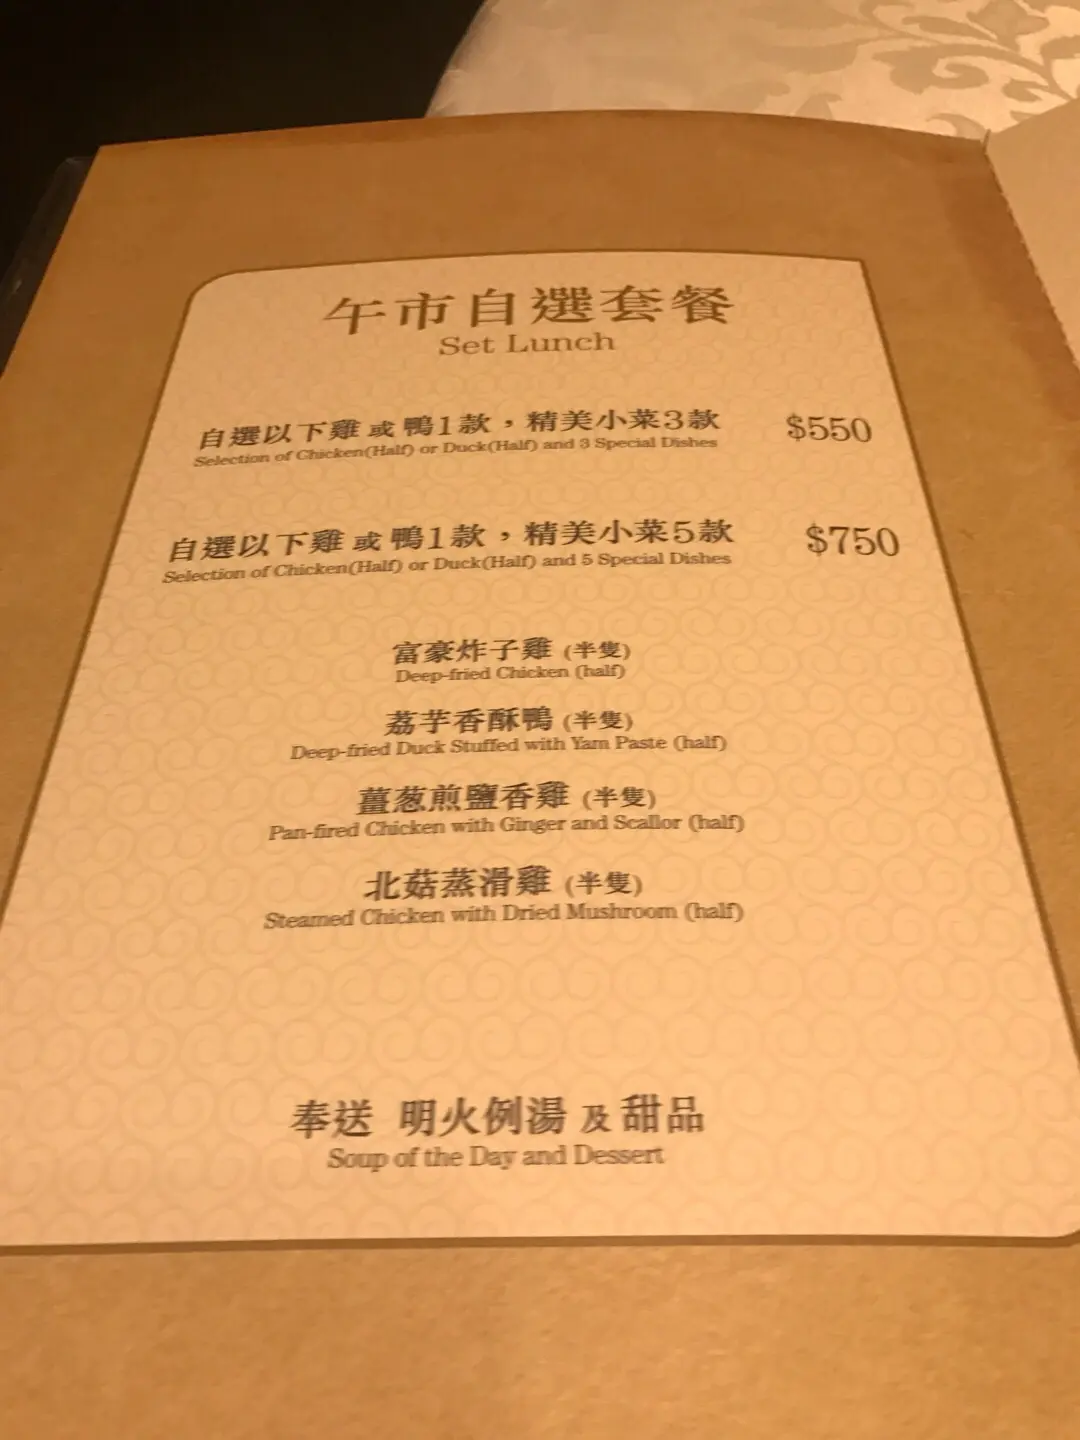 午市自選套餐
Set Lunch
自選以下雞或鴨1款，精美小菜3款 $550
Selection of Chicken(Half) or Duck(Half) and 3 Special Dishes
自選以下雞或鴨1款，精美小菜5款 $750
Selection of Chicken(Half) or Duck(Half) and 5 Special Dishes
富豪炸子雞 (半隻)
Deep-fried Chicken (half)
荔芋香酥鴨 (半隻)
Deep-fried Duck Stuffed with Yam Paste (half)
薑葱煎鹽香雞 (半隻)
Pan-fired Chicken with Ginger and Scallor (half)
北菇蒸滑雞 (半隻)
Steamed Chicken with Dried Mushroom (half)
奉送 明火例湯 及 甜品
Soup of the Day and Dessert